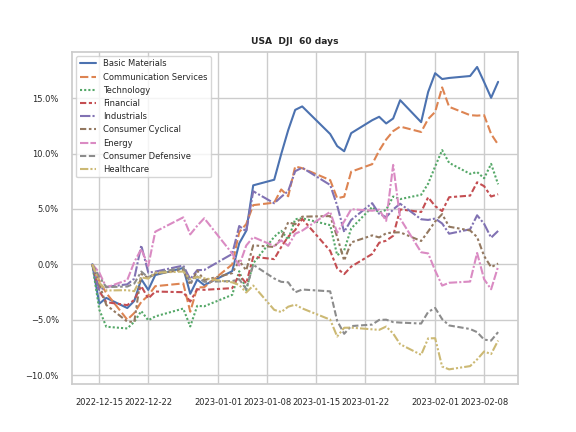 USA  DJI  60 days
Basic Materials
Communication Services
Technology
Financial
Industrials
Consumer Cyclical
Energy
Consumer Defensive
Healthcare
15.0%
10.0%
5.0%
0.0%
−5.0%
−10.0%
2022-12-15 2022-12-22 2023-01-01 2023-01-08 2023-01-15 2023-01-22 2023-02-01 2023-02-08